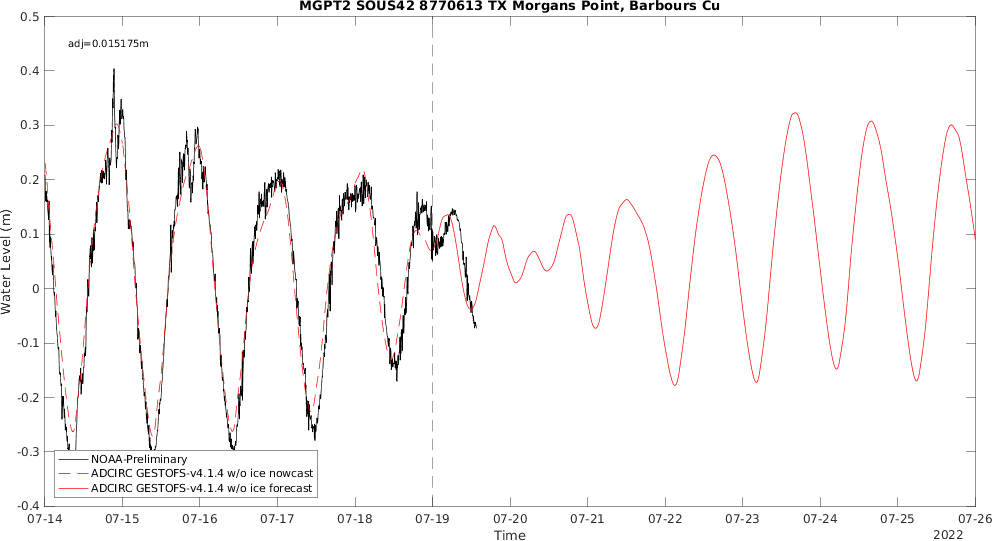 MGPT2 SOUS42 8770613 TX Morgans Point, Barbours Cu
adj=0.015175m
0.5
0.4
0.3
0.2
0.1
0
-0.1
-0.2
-0.3
-0.4
Water Level (m)
NOAA-Preliminary
ADCIRC GESTOFS-v4.1.4 w/o ice nowcast
ADCIRC GESTOFS-v4.1.4 w/o ice forecast
07-14 07-15 07-16 07-17 07-18 07-19 07-20 07-21 07-22 07-23 07-24 07-25 07-26
Time
2022